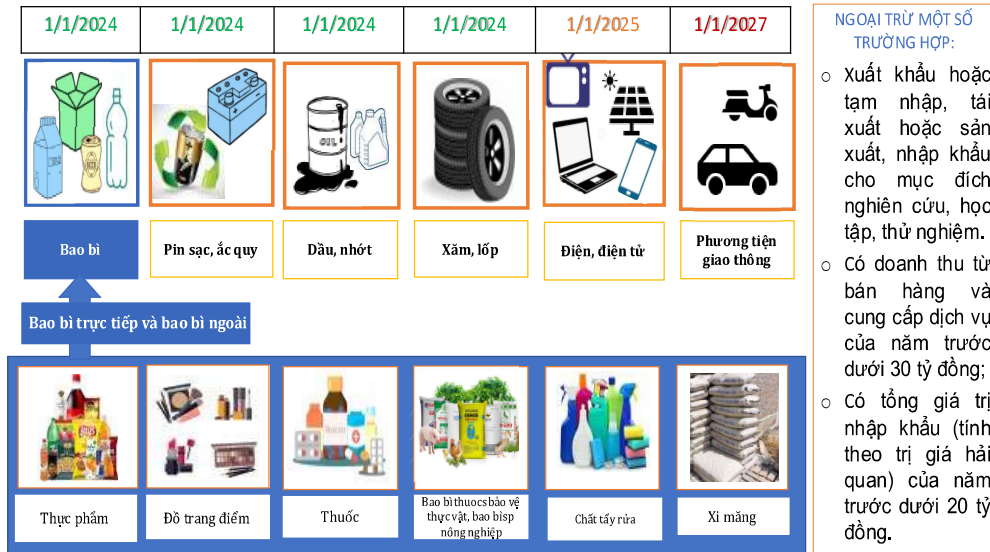 1/1/2024 1/1/2024 1/1/2024 1/1/2024 1/1/2025 1/1/2027
OIL
Bao bì
Pin sạc, ắc quy
Dầu, nhớt
Xăm, lốp
Điện, điện tử
Phương tiện
giao thông
Bao bì trực tiếp và bao bì ngoài
Thực phẩm
Đồ trang điểm
Thuốc
Bao bì thuocs bảo vệ
thực vật, bao bì sp
nông nghiệp
Chất tẩy rửa
Xi măng
NGOẠI TRỪ MỘT SỐ
TRƯỜNG HỢP:
o Xuất khẩu hoặc
tạm nhập, tái
xuất hoặc sản
xuất, nhập khẩu
cho mục đích
nghiên cứu, học
tập, thử nghiệm.
o Có doanh thu từ
bán hàng và
cung cấp dịch vụ
của năm trước
dưới 30 tỷ đồng;
o Có tổng giá trị
nhập khẩu (tính
theo trị giá hải
quan) của năm
trước dưới 20 tỷ
đồng.